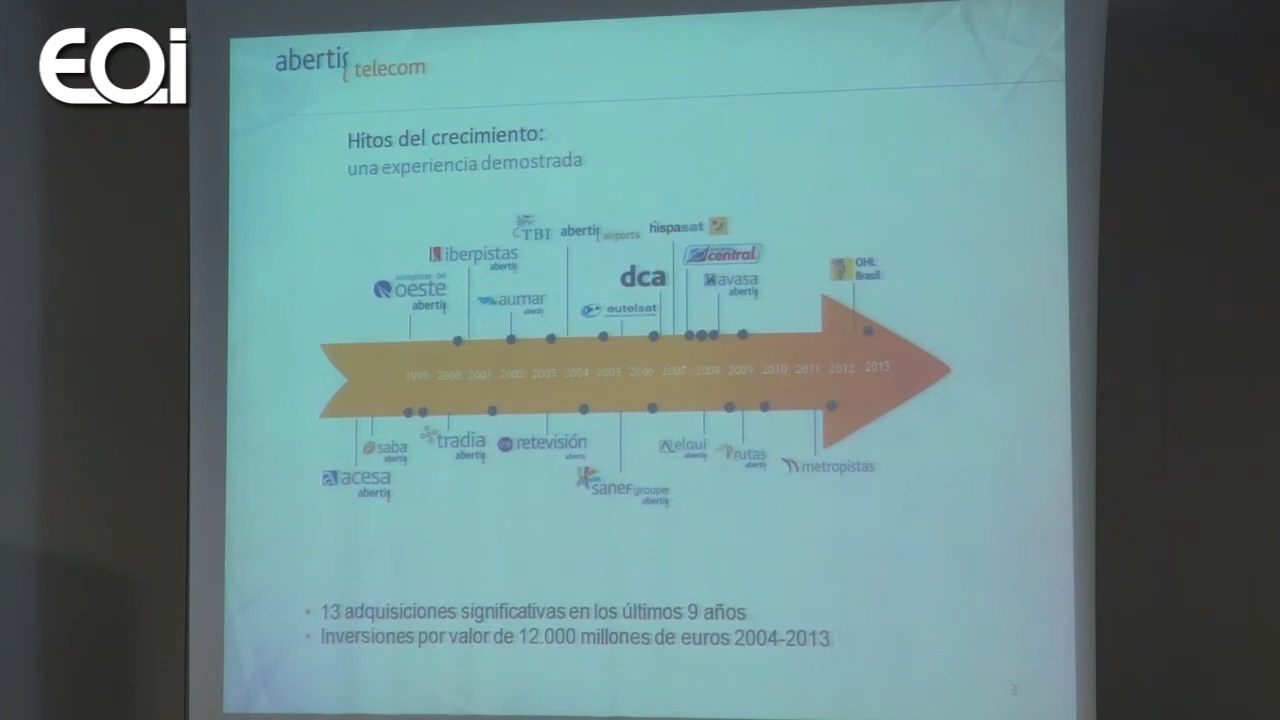 EOi
abertis telecom
Hitos del crecimiento:
una experiencia demostrada
TBI
abertis airports
hispasat
iberpistas
abertis
central
dca
oeste
abertis
avasa
abertis
OHL
Brasil
aumar
eutelsat
1999 2000 2001 2002 2003 2004 2005 2006 2007 2008 2009 2010 2011 2012 2013
saba
abertis
tradia
abertis
retevisión
abertis
elqui
abertis
rutas
abertis
metropistas
acesa
abertis
sanef groupe
abertis
• 13 adquisiciones significativas en los últimos 9 años
• Inversiones por valor de 12.000 millones de euros 2004-2013
3